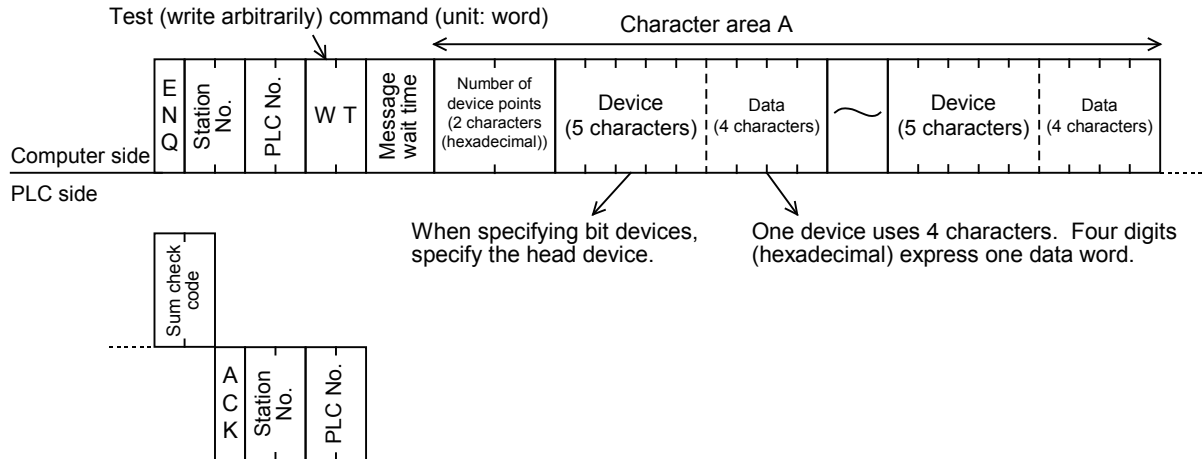 Test (write arbitrarily) command (unit: word)
Character area A
E
N
Q
Station
No.
PLC No.
W T
Message
wait time
Number of
device points
(2 characters
(hexadecimal))
Device
(5 characters)
Data
(4 characters)
Device
(5 characters)
Data
(4 characters)
Computer side
PLC side
When specifying bit devices,
specify the head device.
One device uses 4 characters. Four digits
(hexadecimal) express one data word.
Sum check
code
A
C
K
Station
No.
PLC No.